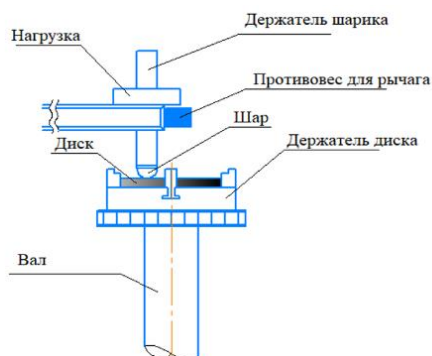 Держатель шарика
Нагрузка
Противовес для рычага
Шар
Держатель диска
Диск
Вал